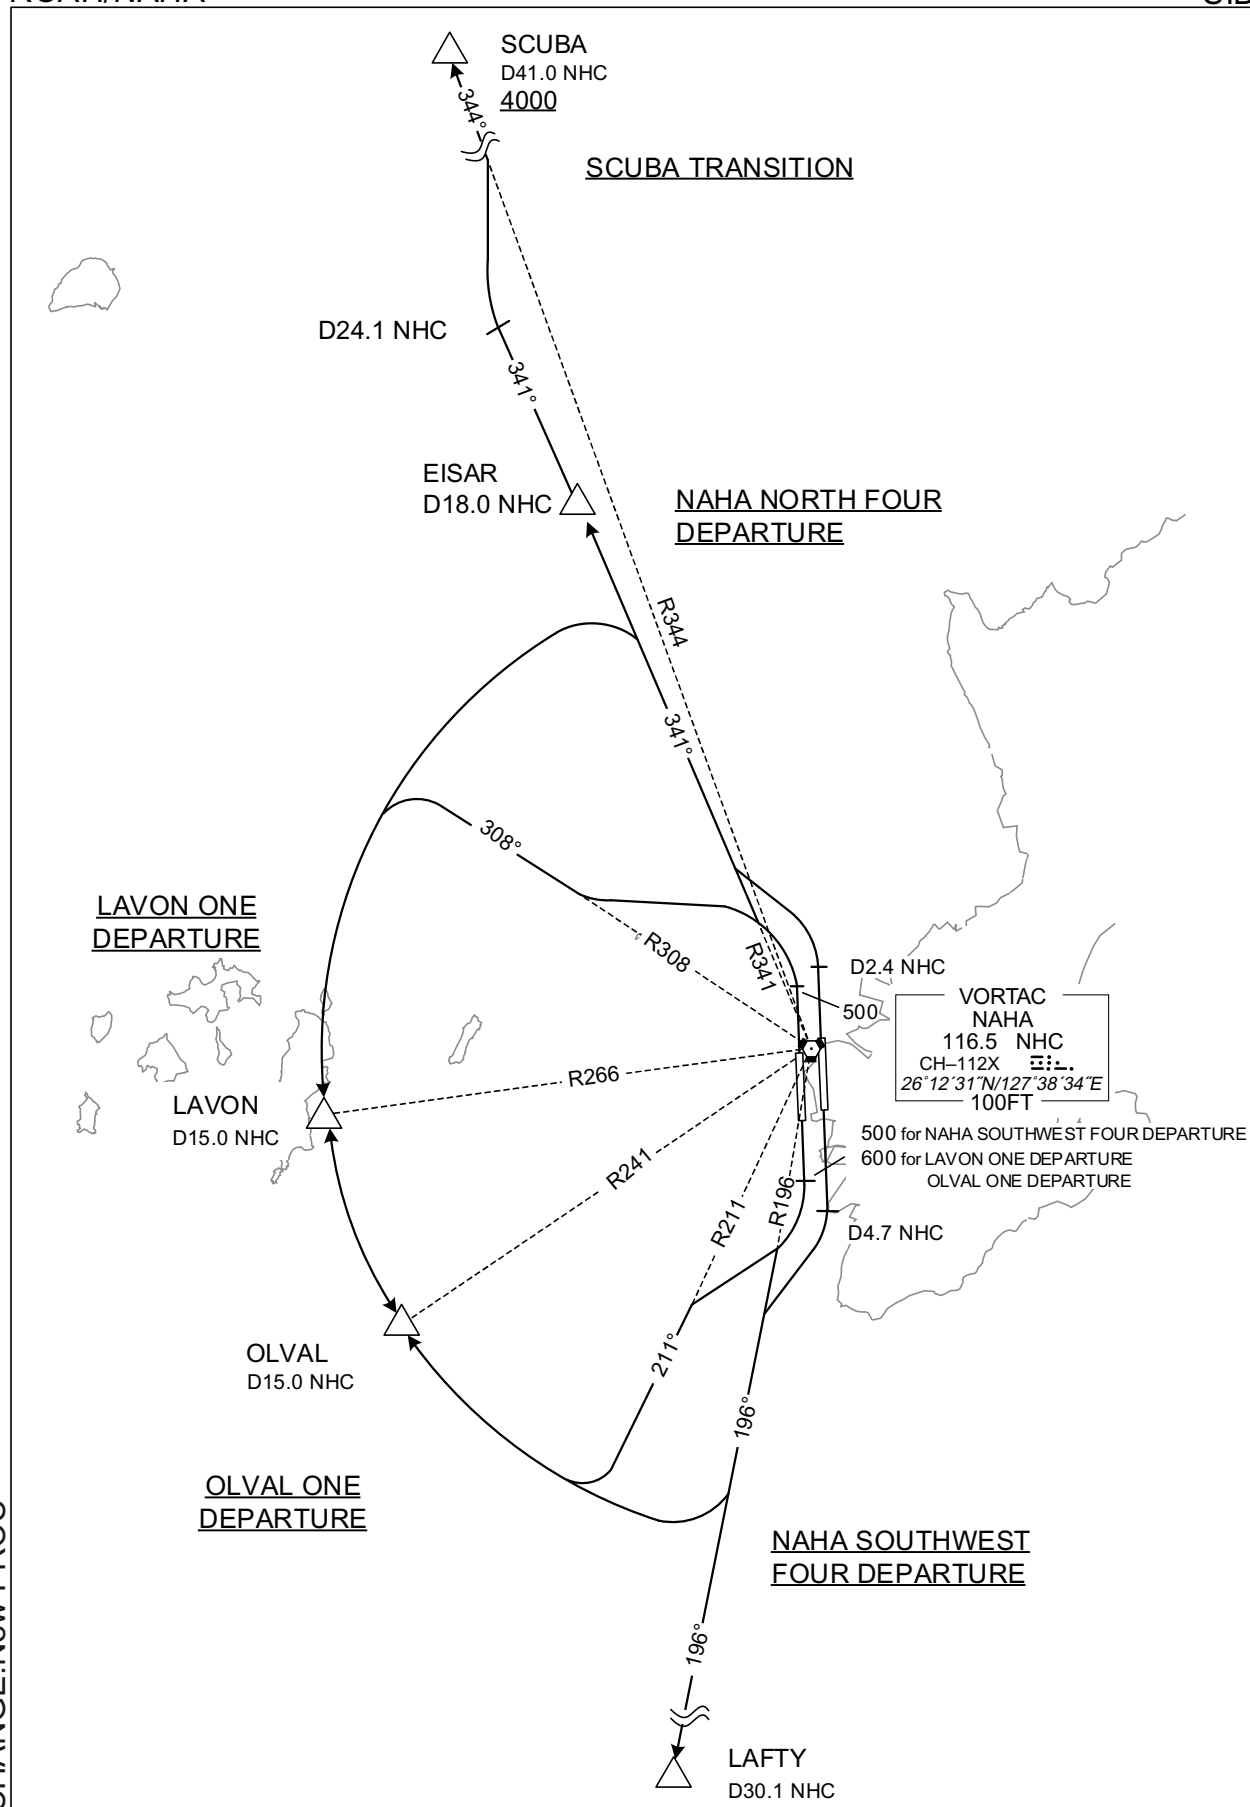 SCUBA
D41.0 NHC
4000
344°
SCUBA TRANSITION
D24.1 NHC
341°
EISAR
D18.0 NHC
NAHA NORTH FOUR
DEPARTURE
R344
341°
308°
LAVON ONE
DEPARTURE
R308
R341
D2.4 NHC
500
VORTAC
NAHA
116.5 NHC
CH–112X
26°12′31″N/127°38′34″E
100FT
R266
LAVON
D15.0 NHC
500 for NAHA SOUTHWEST FOUR DEPARTURE
600 for LAVON ONE DEPARTURE
OLVAL ONE DEPARTURE
R241
R211
R196
D4.7 NHC
OLVAL
D15.0 NHC
211°
196°
OLVAL ONE
DEPARTURE
NAHA SOUTHWEST
FOUR DEPARTURE
196°
LAFTY
D30.1 NHC